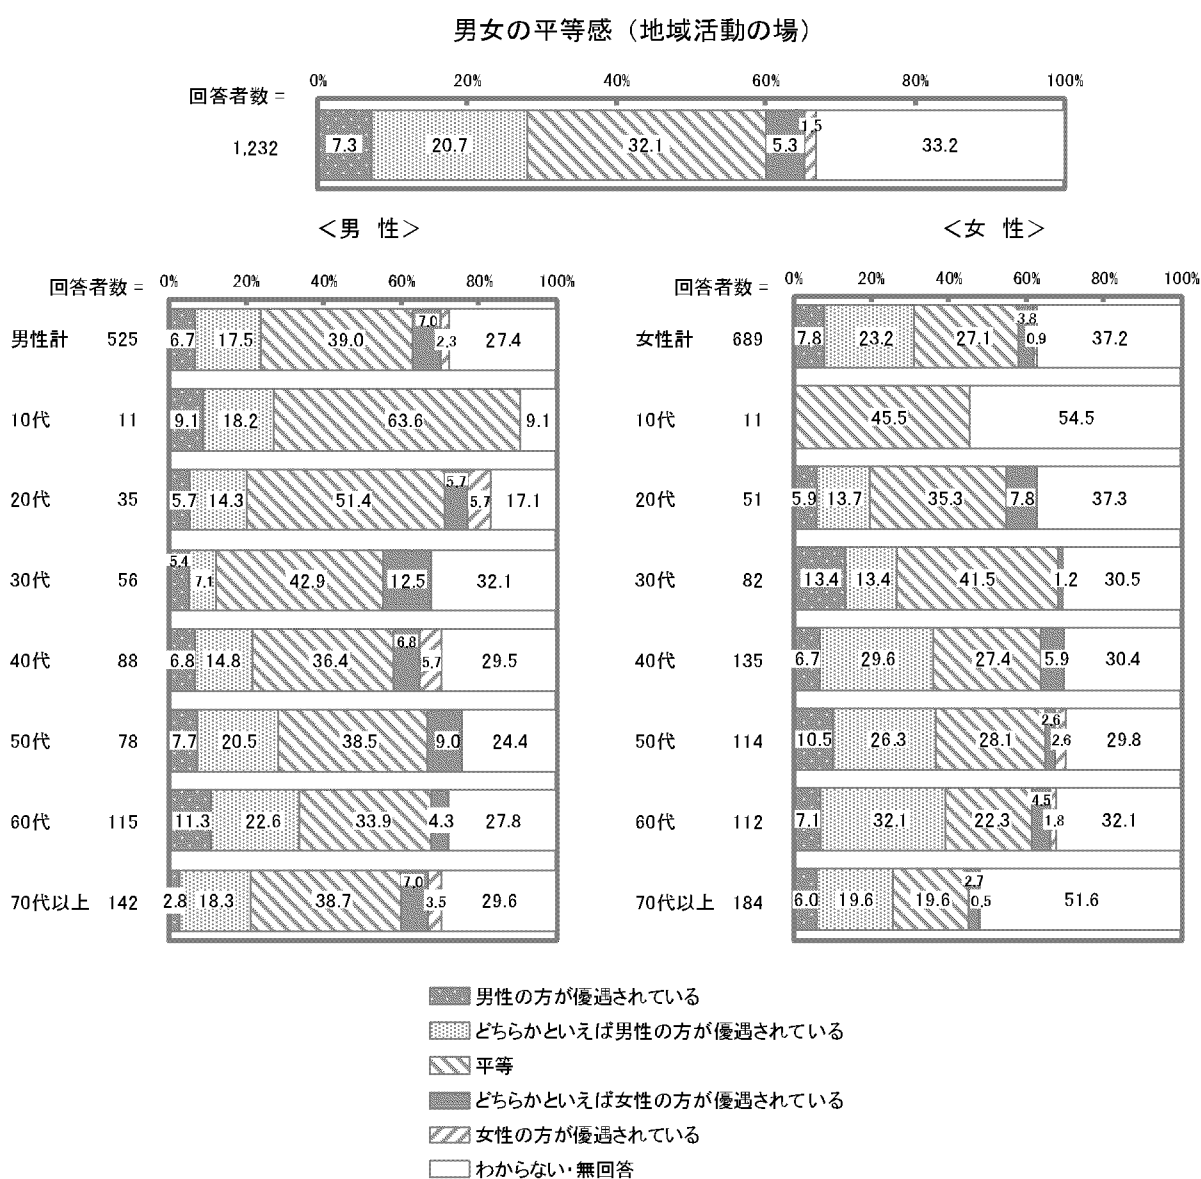 男女の平等感（地域活動の場）
0% 20% 40% 60% 80% 100%
回答者数＝
1,232 7.3 20.7 32.1 5.3 1.5 33.2
＜男 性＞
0% 20% 40% 60% 80% 100%
回答者数＝
男性計 525 6.7 17.5 39.0 7.0 2.3 27.4
10代 11 9.1 18.2 63.6 9.1
20代 35 5.7 14.3 51.4 5.7 5.7 17.1
30代 56 5.4 7.1 42.9 12.5 32.1
40代 88 6.8 14.8 36.4 6.8 5.7 29.5
50代 78 7.7 20.5 38.5 9.0 24.4
60代 115 11.3 22.6 33.9 4.3 27.8
70代以上 142 2.8 18.3 38.7 7.0 3.5 29.6
＜女 性＞
0% 20% 40% 60% 80% 100%
回答者数＝
女性計 689 7.8 23.2 27.1 3.8 0.9 37.2
10代 11 45.5 54.5
20代 51 5.9 13.7 35.3 7.8 37.3
30代 82 13.4 13.4 41.5 1.2 30.5
40代 135 6.7 29.6 27.4 5.9 30.4
50代 114 10.5 26.3 28.1 2.6 2.6 29.8
60代 112 7.1 32.1 22.3 4.5 1.8 32.1
70代以上 184 6.0 19.6 19.6 2.7 0.5 51.6
男性の方が優遇されている
どちらかといえば男性の方が優遇されている
平等
どちらかといえば女性の方が優遇されている
女性の方が優遇されている
わからない・無回答